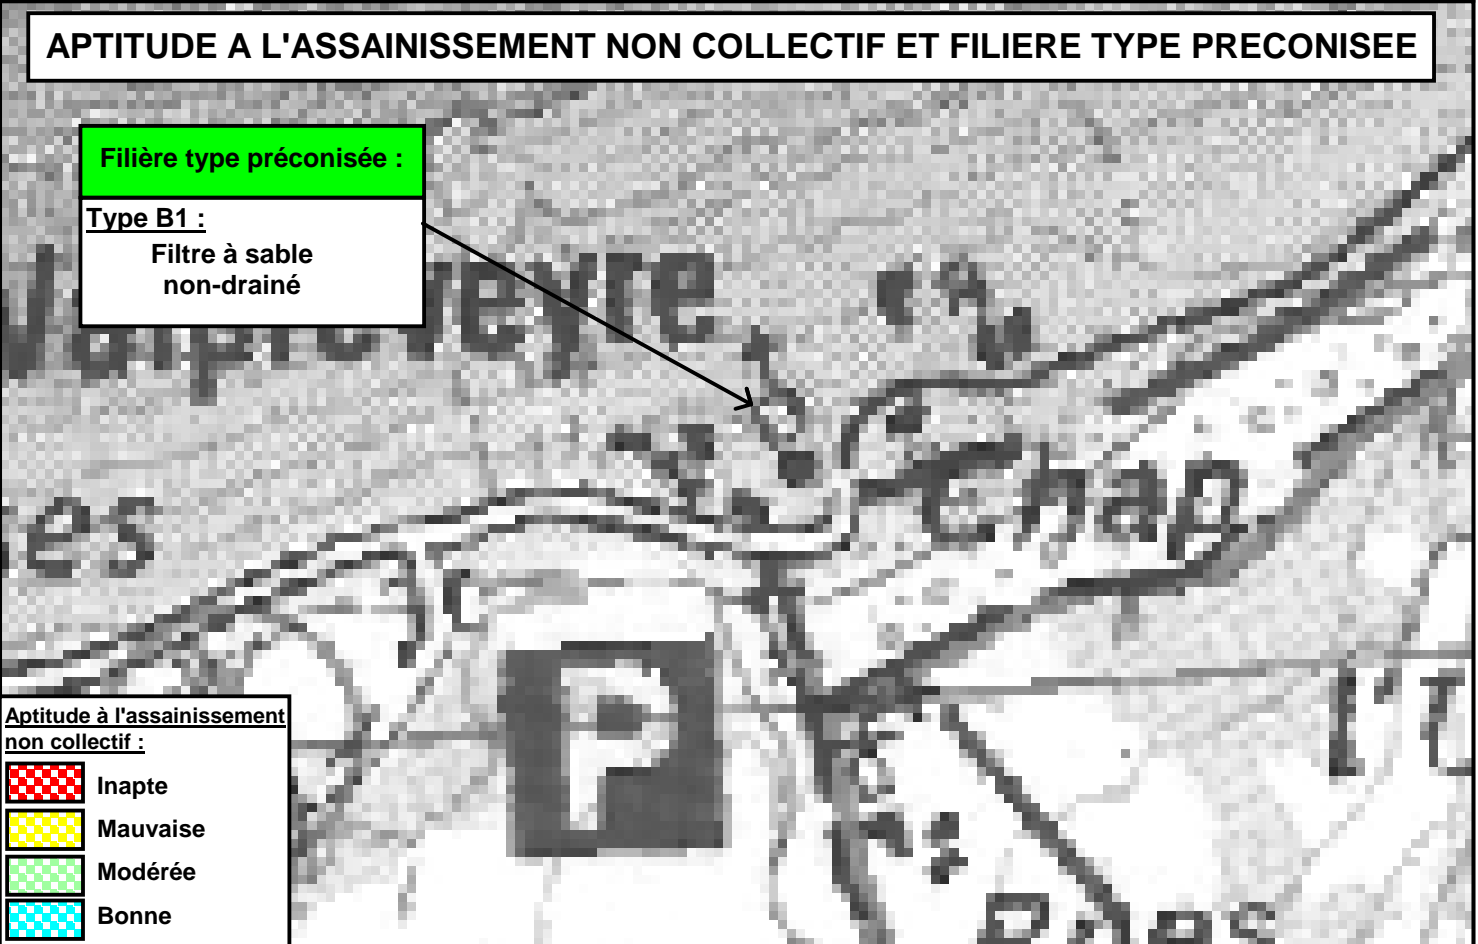 APTITUDE A L'ASSAINISSEMENT NON COLLECTIF ET FILIERE TYPE PRECONISEE
Filière type préconisée :
Type B1 :
Filtre à sable
non-drainé
es
Chap
P
Aptitude à l'assainissement
non collectif :
Inapte
Mauvaise
Modérée
Bonne